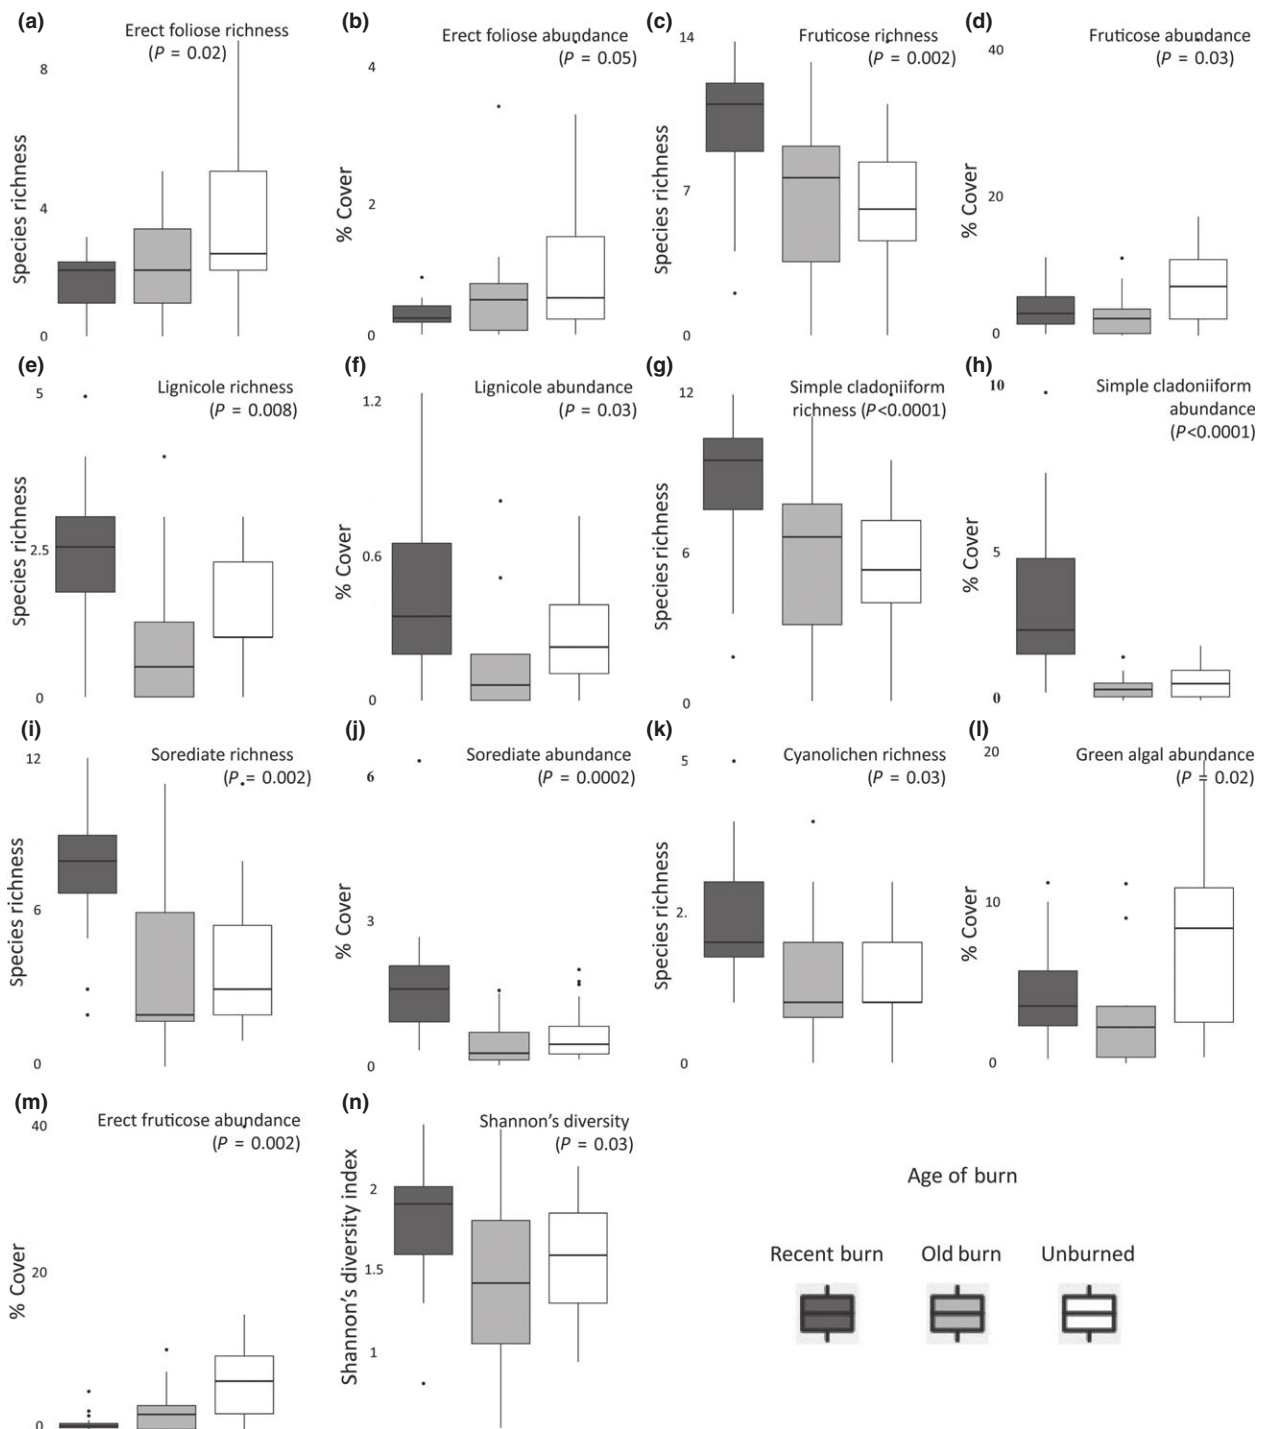 (a)
Erect foliose richness
(P = 0.02)
Species richness
8
4
0
(b)
Erect foliose abundance
(P = 0.05)
% Cover
4
2
0
(c)
Fruticose richness
(P = 0.002)
Species richness
14
7
0
(d)
Fruticose abundance
(P = 0.03)
% Cover
40
20
0
(e)
Lignicole richness
(P = 0.008)
Species richness
5
2.5
0
(f)
Lignicole abundance
(P = 0.03)
% Cover
1.2
0.6
0
(g)
Simple cladoniiform
richness (P<0.0001)
Species richness
12
6
0
(h)
Simple cladoniiform
abundance
(P<0.0001)
% Cover
10
5
0
(i)
Sorediate richness
(P = 0.002)
Species richness
12
6
0
(j)
Sorediate abundance
(P = 0.0002)
% Cover
6
3
0
(k)
Cyanolichen richness
(P = 0.03)
Species richness
5
2.
0
(l)
Green algal abundance
(P = 0.02)
% Cover
20
10
0
(m)
Erect fruticose abundance
(P = 0.002)
% Cover
40
20
0
(n)
Shannon's diversity
(P = 0.03)
Shannon's diversity index
2
1.5
1
Age of burn
Recent burn
Old burn
Unburned